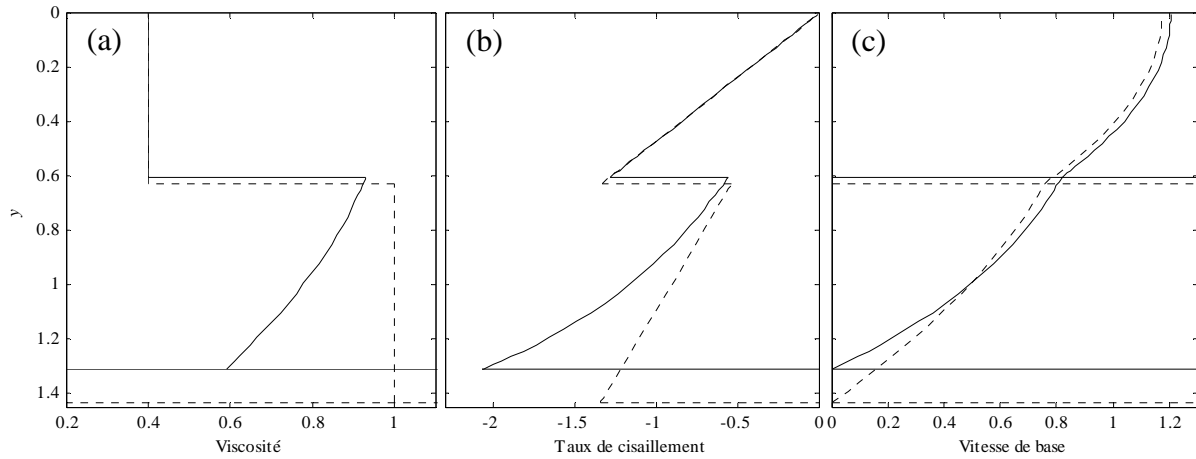 (a) (b) (c)
0
0.2
0.4
0.6
0.8
1
1.2
1.4
y
0.2 0.4 0.6 0.8 1
-2 -1.5 -1 -0.5 0
0 0.2 0.4 0.6 0.8 1 1.2
Viscosité Taux de cisaillement Vitesse de base